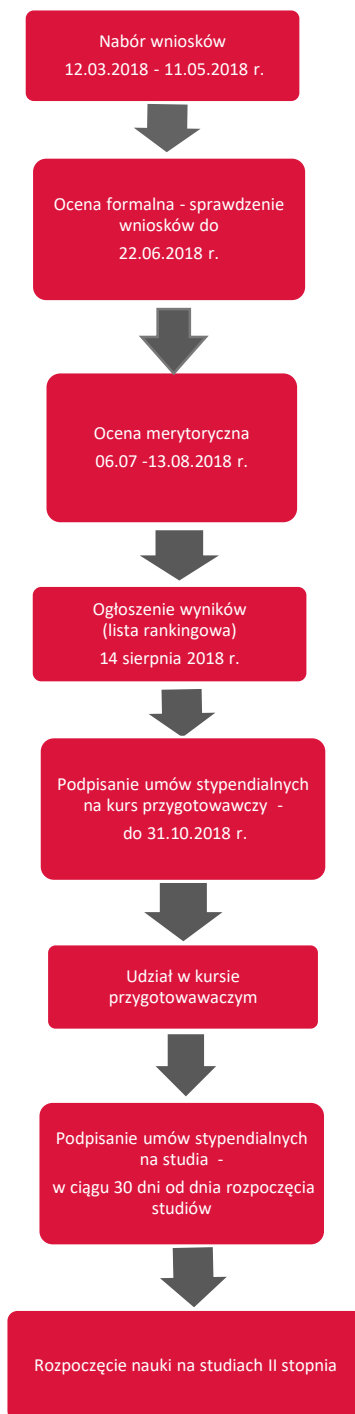 Nabór wniosków
12.03.2018 - 11.05.2018 r.
Ocena formalna - sprawdzenie
wniosków do
22.06.2018 r.
Ocena merytoryczna
06.07 -13.08.2018 r.
Ogłoszenie wyników
(lista rankingowa)
14 sierpnia 2018 r.
Podpisanie umów stypendialnych
na kurs przygotowawczy -
do 31.10.2018 r.
Udział w kursie
przygotowawaczym
Podpisanie umów stypendialnych
na studia -
w ciągu 30 dni od dnia rozpoczęcia
studiów
Rozpoczęcie nauki na studiach II stopnia